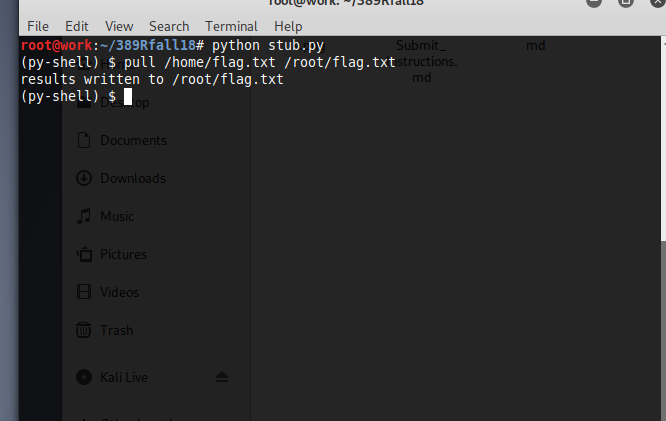 root@work: ~/389Rfall18
File Edit View Search Terminal Help
root@work:~/389Rfall18# python stub.py
(py-shell) $ pull /home/flag.txt /root/flag.txt
results written to /root/flag.txt
(py-shell) $
Submit_
structions.
md
md
Desktop
Documents
Downloads
Music
Pictures
Videos
Trash
Kali Live